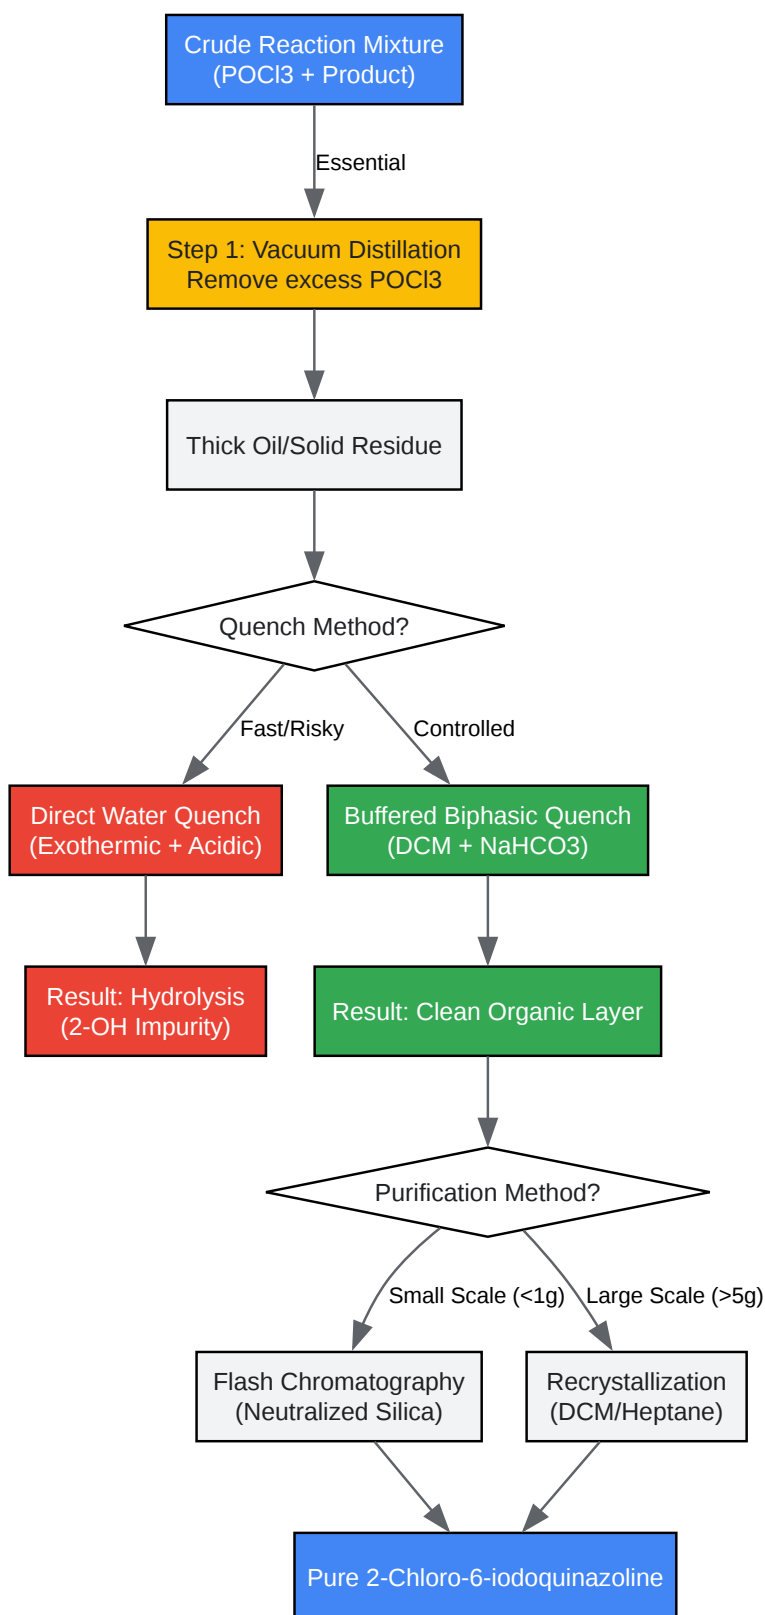 Crude Reaction Mixture
(POCl3 + Product)
Essential
Step 1: Vacuum Distillation
Remove excess POCl3
Thick Oil/Solid Residue
Quench Method?
Fast/Risky
Controlled
Direct Water Quench
(Exothermic + Acidic)
Buffered Biphasic Quench
(DCM + NaHCO3)
Result: Hydrolysis
(2-OH Impurity)
Result: Clean Organic Layer
Purification Method?
Small Scale (<1g)
Large Scale (>5g)
Flash Chromatography
(Neutralized Silica)
Recrystallization
(DCM/Heptane)
Pure 2-Chloro-6-iodoquinazoline